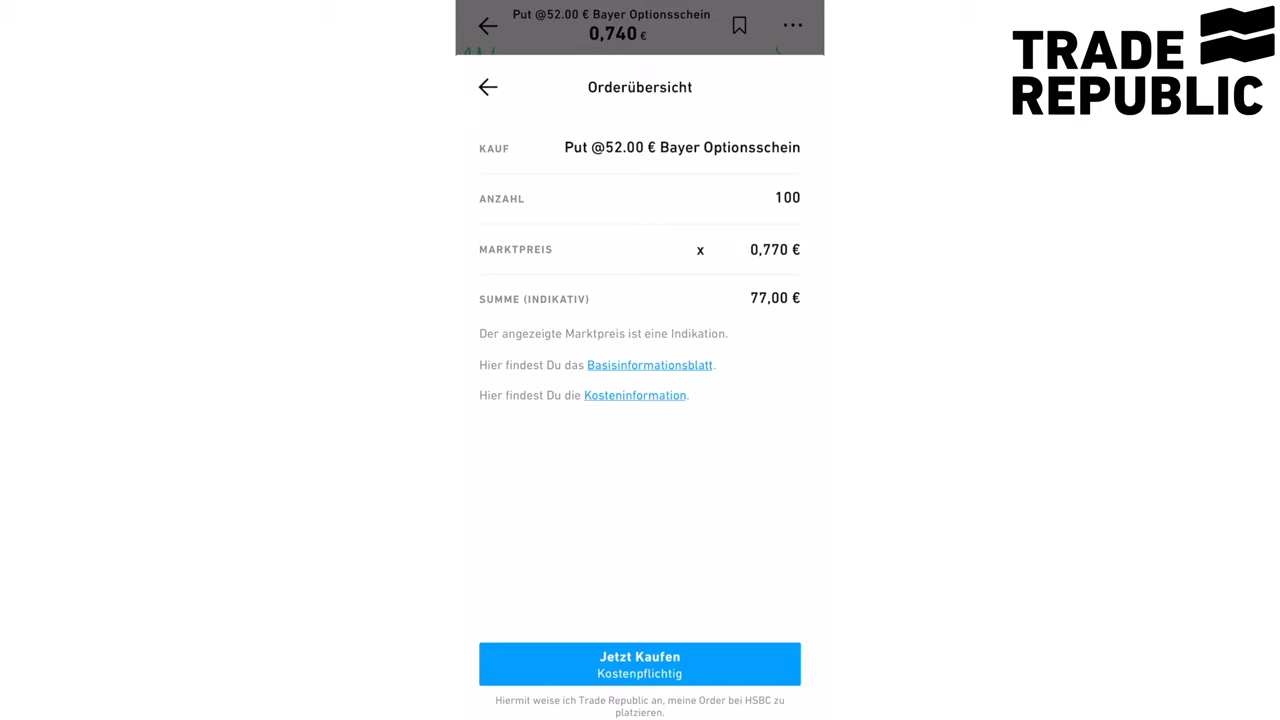 Put @52.00 € Bayer Optionsschein
0,740 €
TRADE
REPUBLIC
Orderübersicht
KAUF Put @52.00 € Bayer Optionsschein
ANZAHL 100
MARKTPREIS x 0,770 €
SUMME (INDIKATIV) 77,00 €
Der angezeigte Marktpreis ist eine Indikation.
Hier findest Du das Basisinformationsblatt.
Hier findest Du die Kosteninformation.
Jetzt Kaufen
Kostenpflichtig
Hiermit weise ich Trade Republic an, meine Order bei HSBC zu
platzieren.